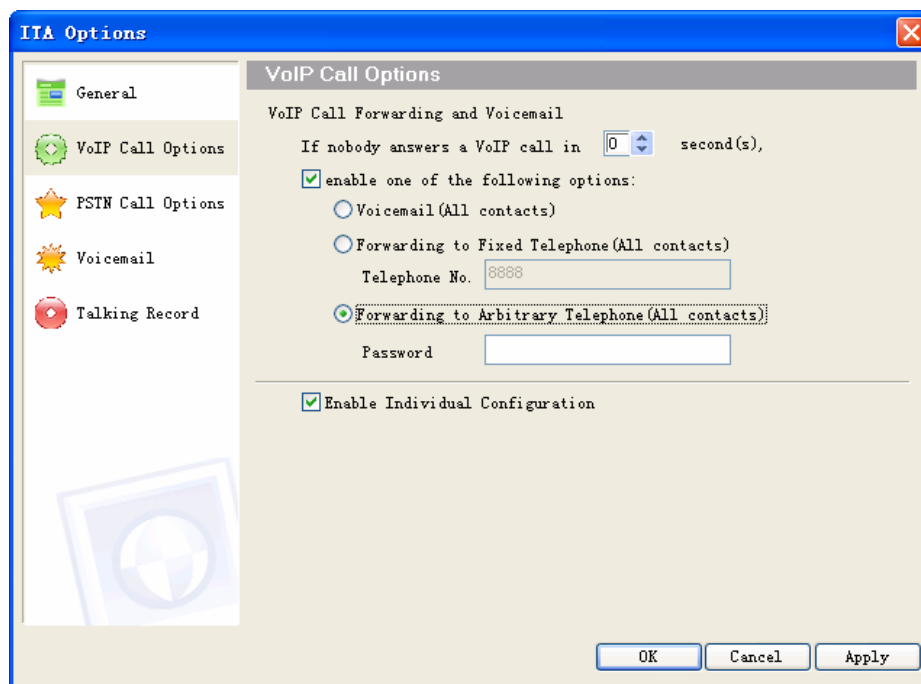 ITA Options
General
VoIP Call Options
PSTN Call Options
Voicemail
Talking Record
VoIP Call Options
VoIP Call Forwarding and Voicemail
If nobody answers a VoIP call in 0 second(s),
enable one of the following options:
Voicemail(All contacts)
Forwarding to Fixed Telephone(All contacts)
Telephone No. 8888
Forwarding to Arbitrary Telephone(All contacts)
Password
Enable Individual Configuration
OK Cancel Apply